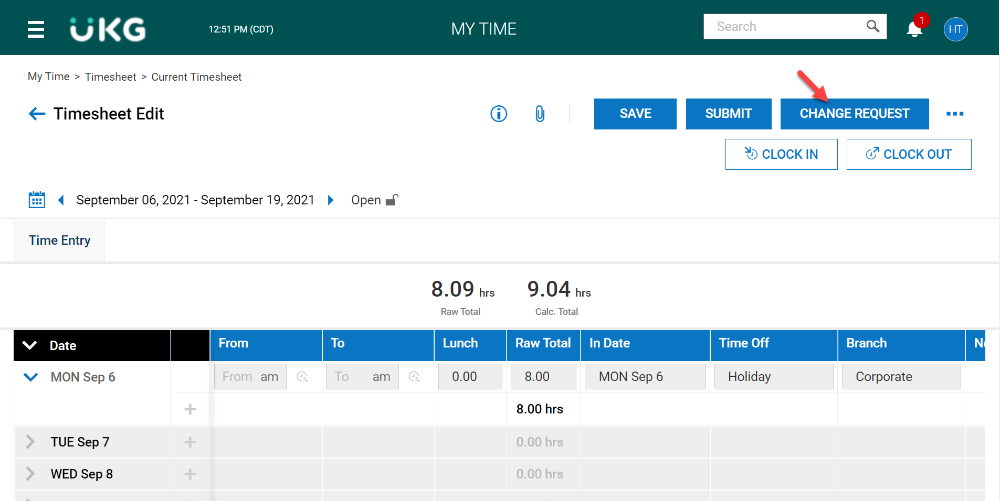 UKG 12:51 PM (CDT) MY TIME Search 1 HT
My Time > Timesheet > Current Timesheet
Timesheet Edit SAVE SUBMIT CHANGE REQUEST
CLOCK IN CLOCK OUT
September 06, 2021 - September 19, 2021 Open
Time Entry
8.09 hrs 9.04 hrs
Raw Total Calc. Total
Date From To Lunch Raw Total In Date Time Off Branch
MON Sep 6 From am To am 0.00 8.00 MON Sep 6 Holiday Corporate
8.00 hrs
TUE Sep 7 0.00 hrs
WED Sep 8 0.00 hrs